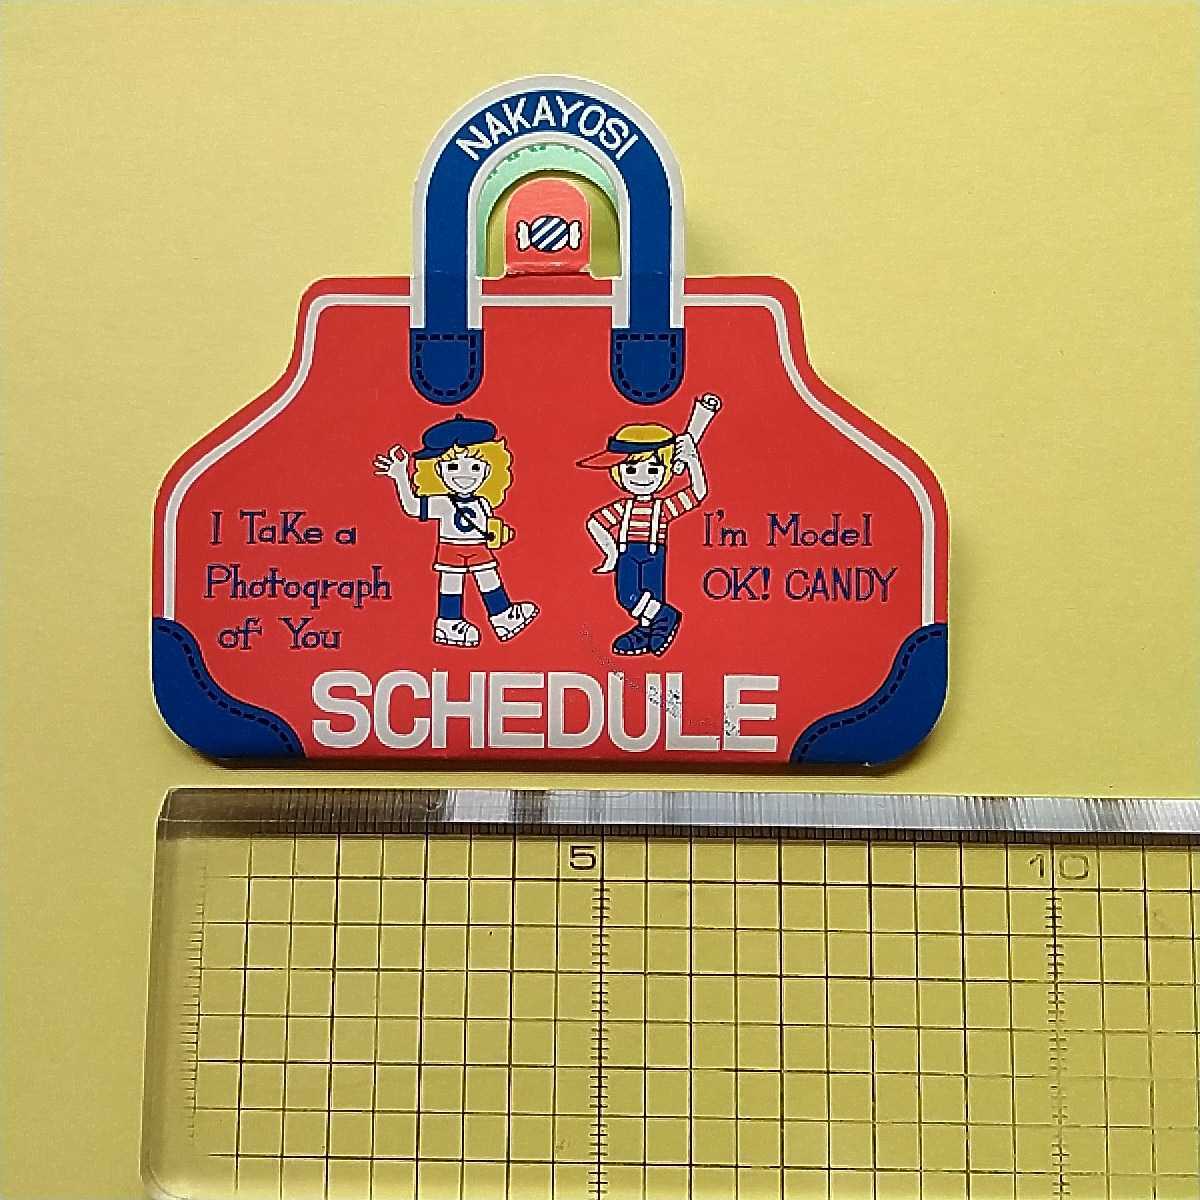 NAKAYOSI
I Take a
Photograph
of You
I'm Model
OK! CANDY
C
SCHEDULE
5
10